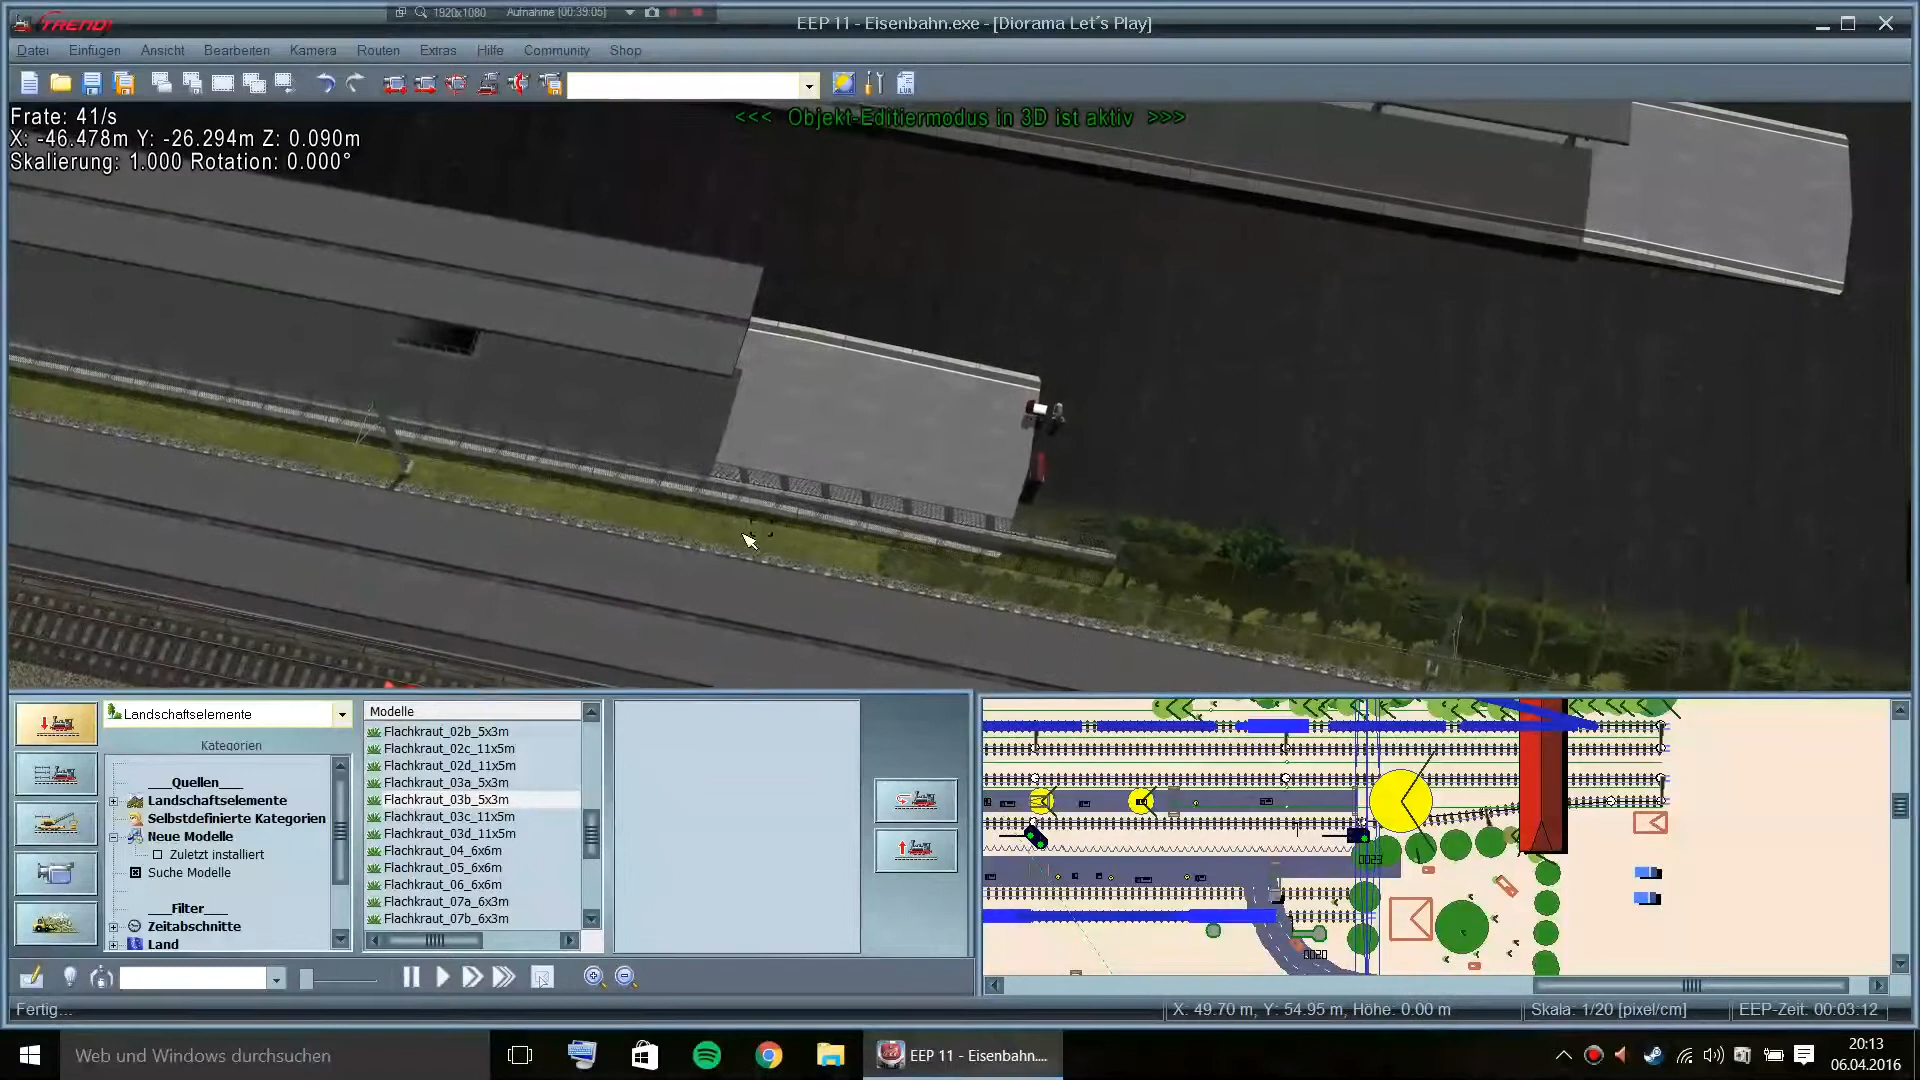 1920x1080 Aufnahme [00:39:05]
TREND
EEP 11 - Eisenbahn.exe - [Diorama Let´s Play]
Datei Einfügen Ansicht Bearbeiten Kamera Routen Extras Hilfe Community Shop
LUA
Frate: 41/s
<<< Objekt-Editiermodus in 3D ist aktiv >>>
X: -46.478m Y: -26.294m Z: 0.090m
Skalierung: 1.000 Rotation: 0.000°
Landschaftselemente
Kategorien
___Quellen___
Landschaftselemente
Selbstdefinierte Kategorien
Neue Modelle
Zuletzt installiert
Suche Modelle
___Filter___
Zeitabschnitte
Land
Modelle
Flachkraut_02b_5x3m
Flachkraut_02c_11x5m
Flachkraut_02d_11x5m
Flachkraut_03a_5x3m
Flachkraut_03b_5x3m
Flachkraut_03c_11x5m
Flachkraut_03d_11x5m
Flachkraut_04_6x6m
Flachkraut_05_6x6m
Flachkraut_06_6x6m
Flachkraut_07a_6x3m
Flachkraut_07b_6x3m
0023
0020
Fertig...
X: 49.70 m, Y: 54.95 m, Höhe: 0.00 m
Skala: 1/20 [pixel/cm]
EEP-Zeit: 00:03:12
Web und Windows durchsuchen
EEP 11 - Eisenbahn....
20:13
06.04.2016